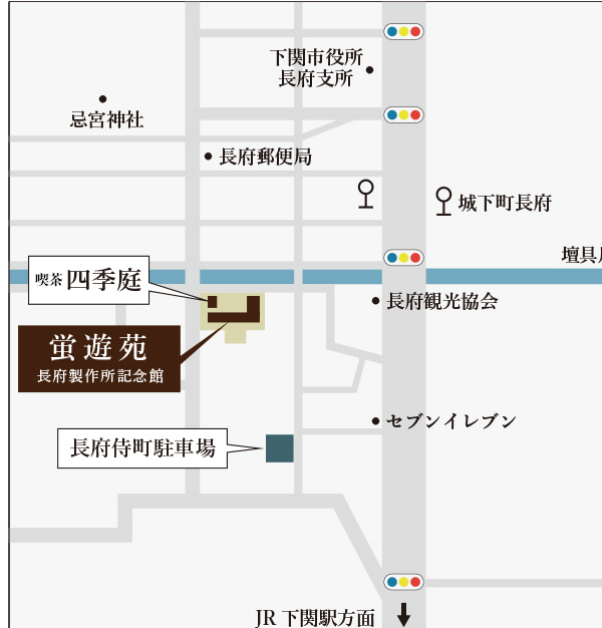 下関市役所
長府支所
忌宮神社
長府郵便局
城下町長府
喫茶 四季庭
長府観光協会
蛍遊苑
長府製作所記念館
セブンイレブン
長府侍町駐車場
JR 下関駅方面